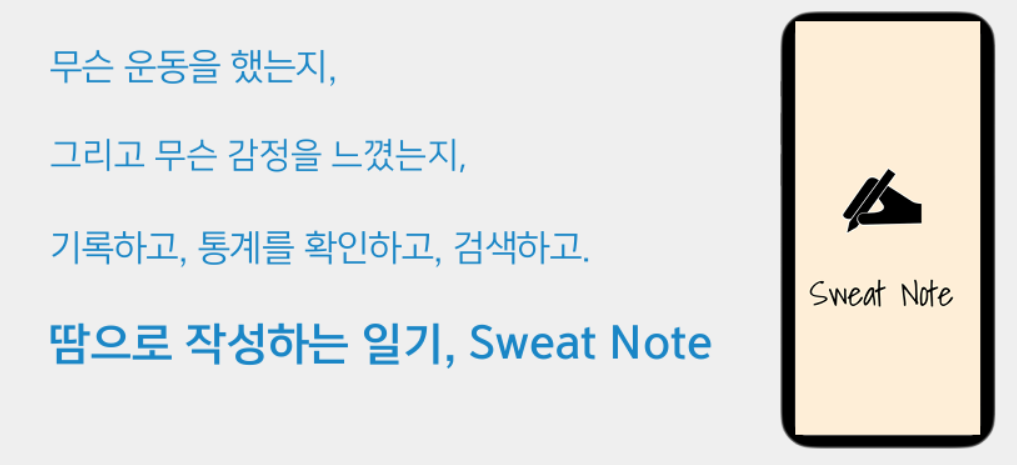 무슨 운동을 했는지,
그리고 무슨 감정을 느꼈는지,
기록하고, 통계를 확인하고, 검색하고.
땀으로 작성하는 일기, Sweat Note
Sweat Note